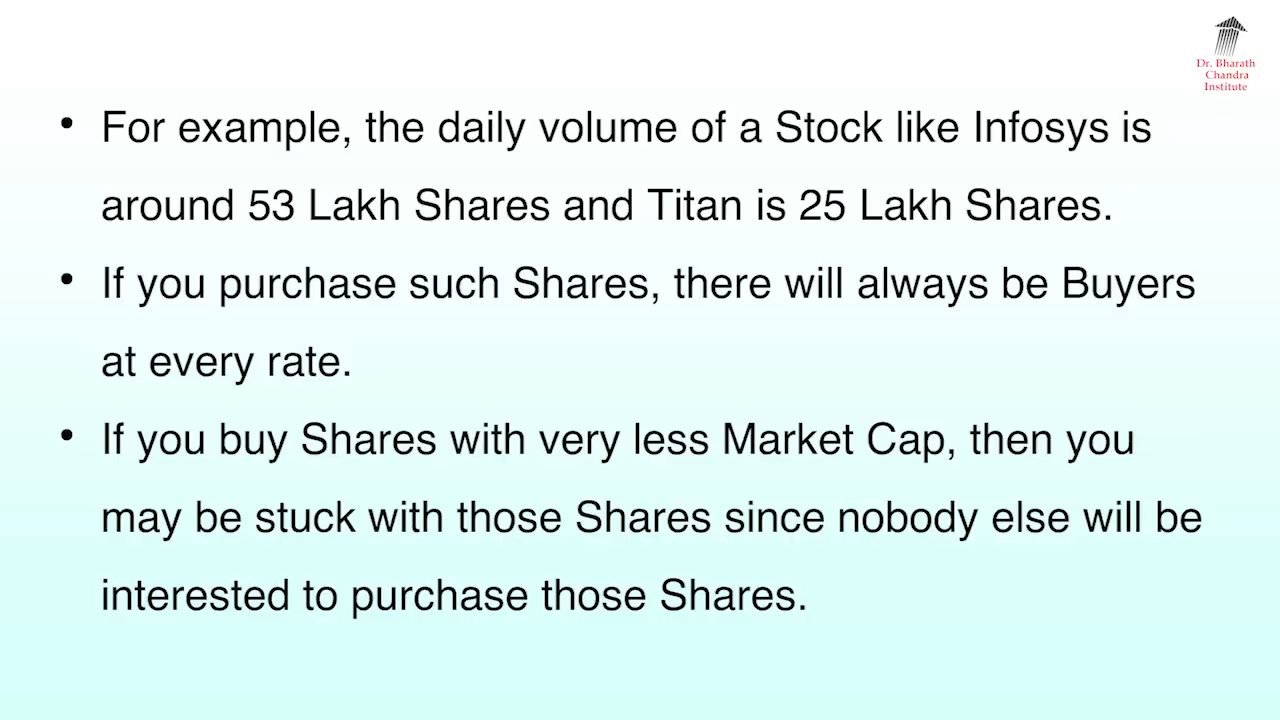 Dr. Bharath
Chandra
Institute
• For example, the daily volume of a Stock like Infosys is
around 53 Lakh Shares and Titan is 25 Lakh Shares.
• If you purchase such Shares, there will always be Buyers
at every rate.
• If you buy Shares with very less Market Cap, then you
may be stuck with those Shares since nobody else will be
interested to purchase those Shares.